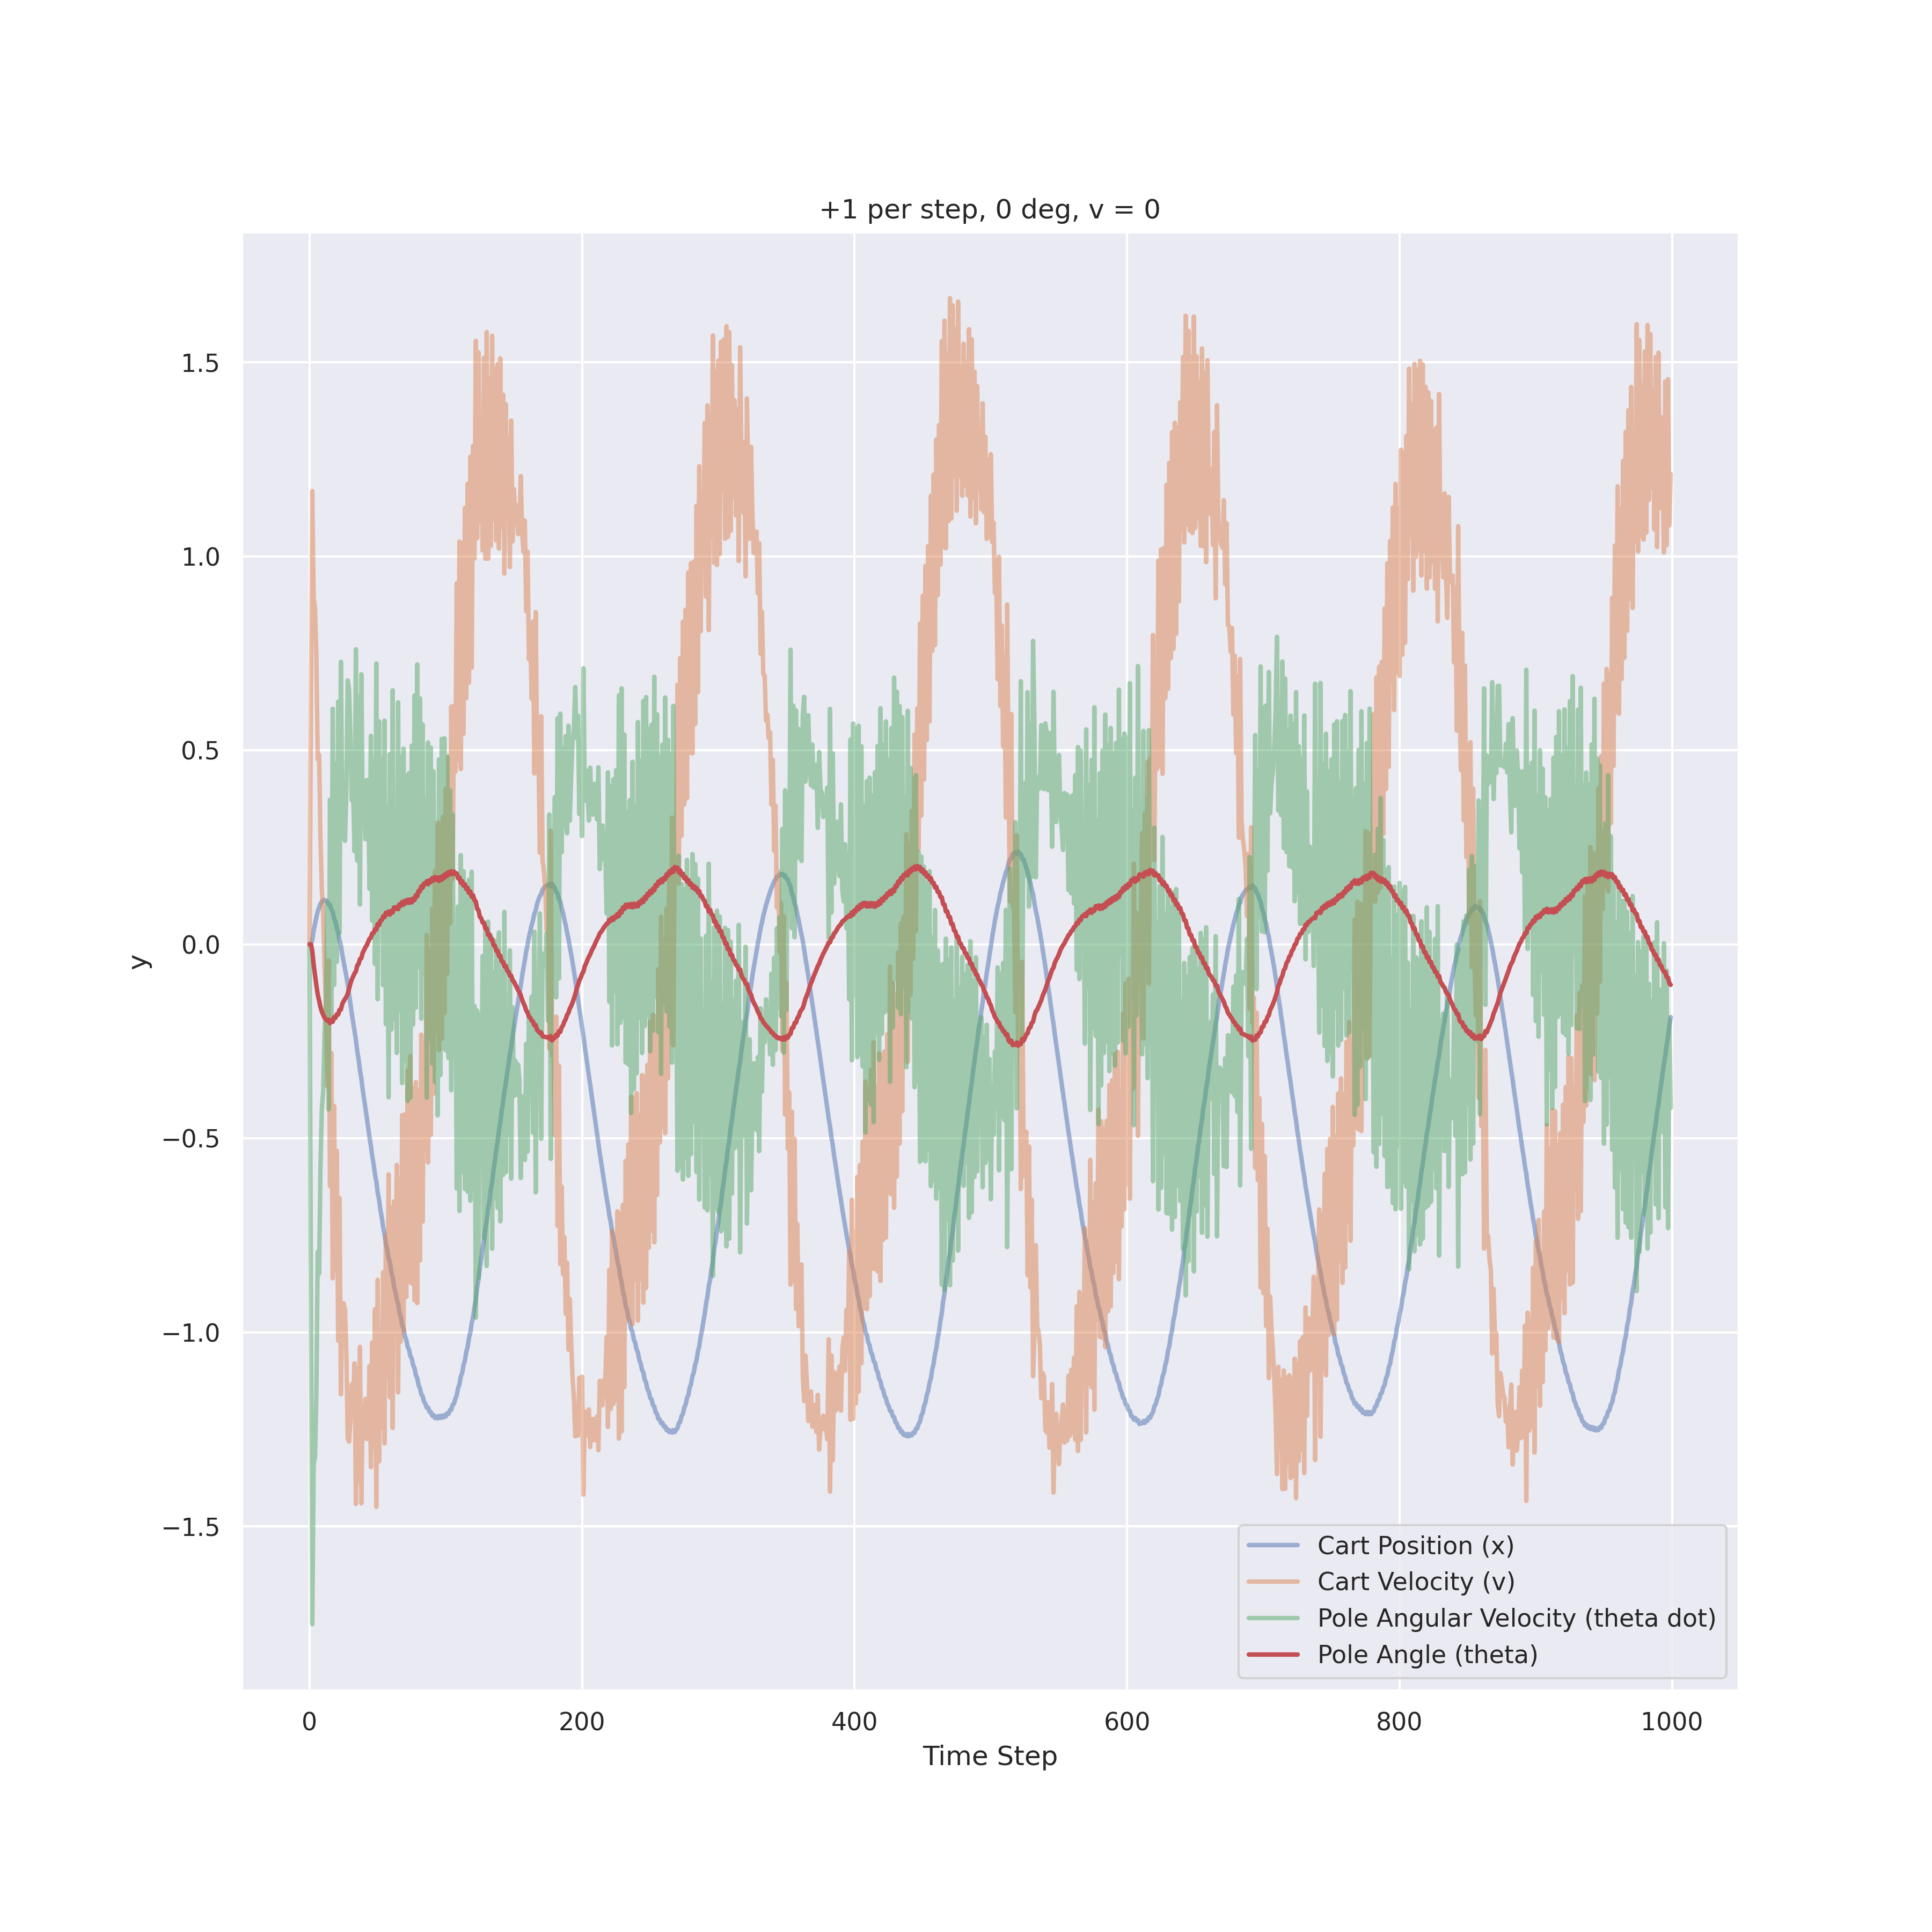 +1 per step, 0 deg, v = 0
y
1.5
1.0
0.5
0.0
−0.5
−1.0
−1.5
0 200 400 600 800 1000
Time Step
Cart Position (x)
Cart Velocity (v)
Pole Angular Velocity (theta dot)
Pole Angle (theta)